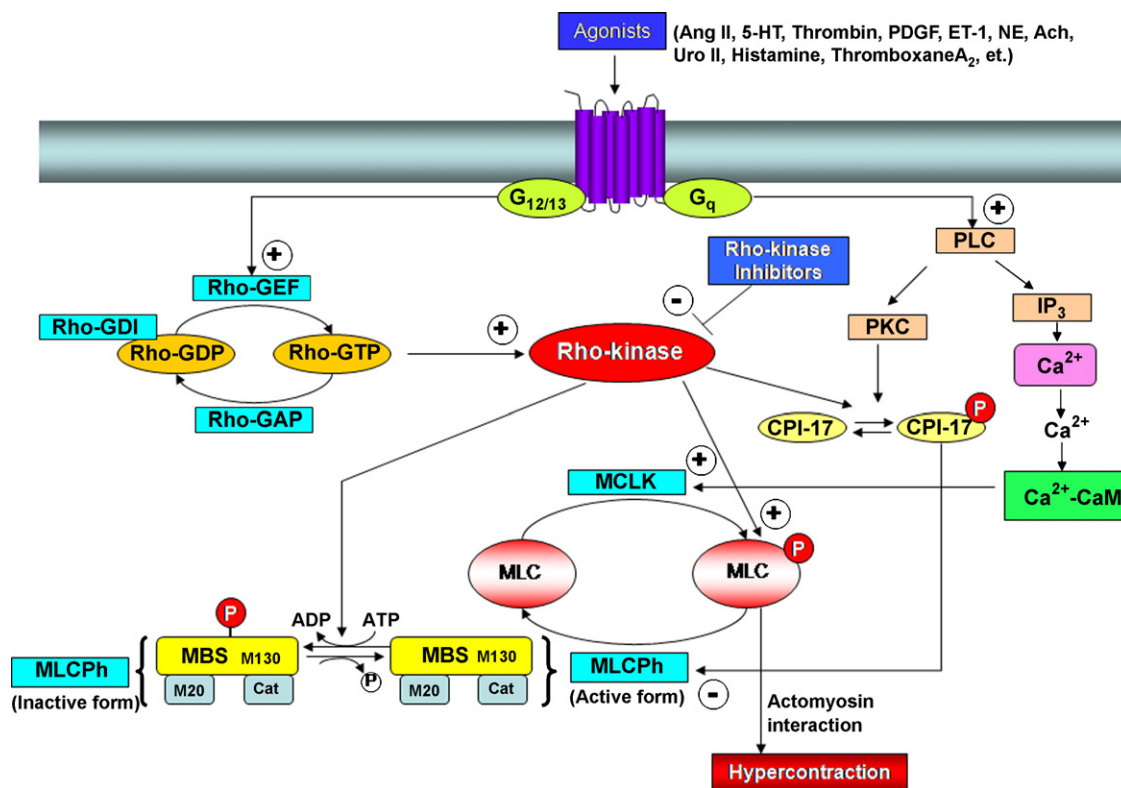 Agonists
(Ang II, 5-HT, Thrombin, PDGF, ET-1, NE, Ach,
Uro II, Histamine, ThromboxaneA₂, et.)
G₁₂/₁₃
Gq
+
+
PLC
Rho-kinase
Inhibitors
-
Rho-GEF
Rho-GDI
Rho-GDP
Rho-GTP
+
Rho-kinase
PKC
IP₃
Ca²⁺
Rho-GAP
CPI-17
CPI-17
P
Ca²⁺
MCLK
+
Ca²⁺-CaM
+
MLC
MLC
P
P
ADP
ATP
MLCPh
(Inactive form)
MBS M130
M20
Cat
P
MBS M130
M20
Cat
MLCPh
(Active form)
-
Actomyosin
interaction
Hypercontraction